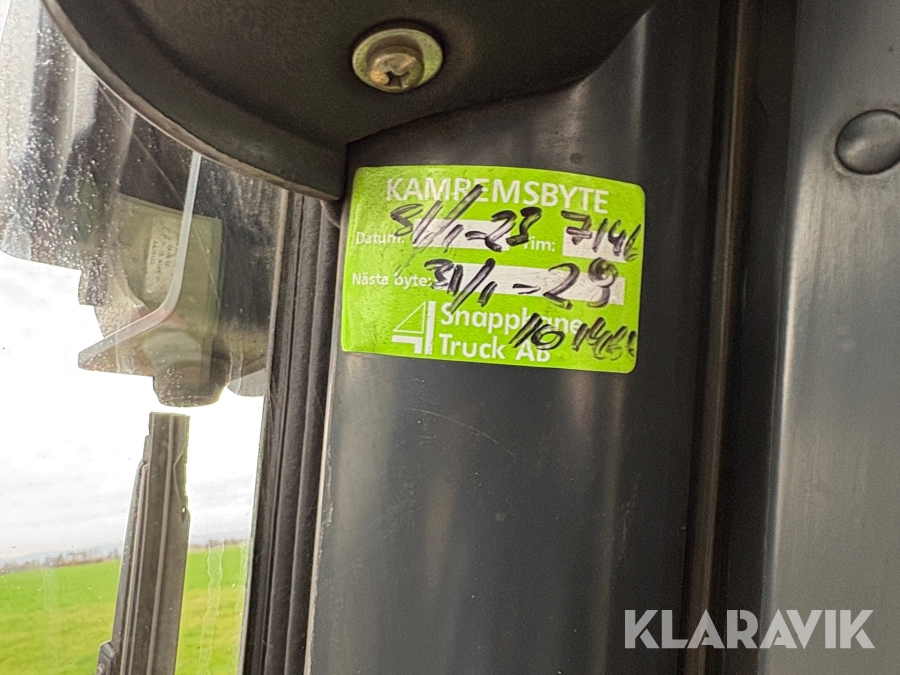 KAMREMSBYTE
Datum: 31/1-23 Tim: 7146
Nästa byte: 31/1-29
Snapphane
10146
Truck AB
KLARAVIK